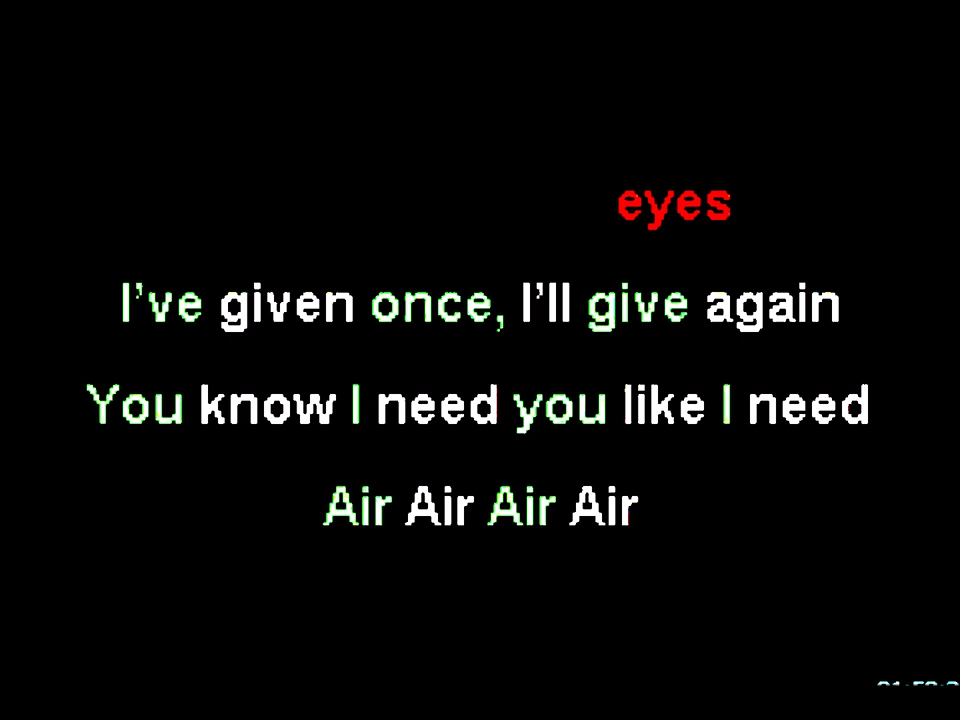 eyes
I've given once, I'll give again
You know I need you like I need
Air Air Air Air